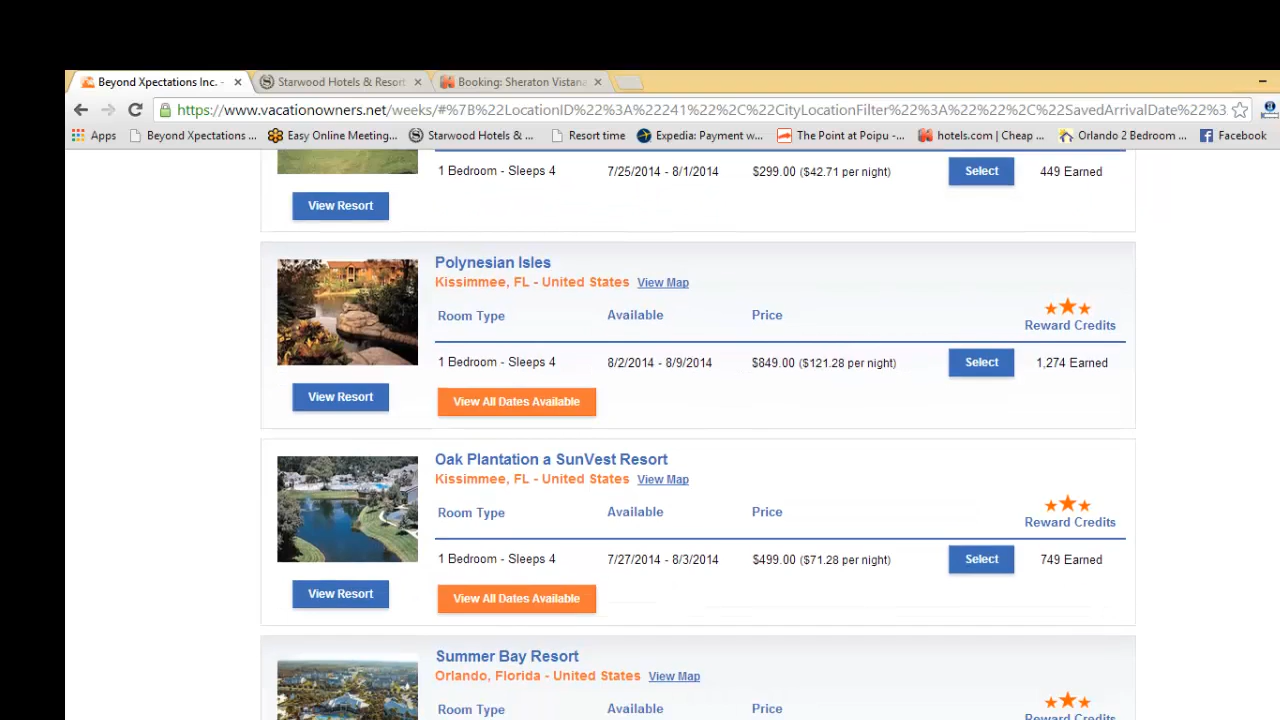 Beyond Xpectations Inc. -
Starwood Hotels & Resort
Booking: Sheraton Vistana
https://www.vacationowners.net/weeks/#%7B%22LocationID%22%3A%22241%22%2C%22CityLocationFilter%22%3A%22%22%2C%22SavedArrivalDate%22%3.
Apps Beyond Xpectations ... Easy Online Meeting... Starwood Hotels & ... Resort time Expedia: Payment w... The Point at Poipu -... hotels.com | Cheap ... Orlando 2 Bedroom ... Facebook
1 Bedroom - Sleeps 4 7/25/2014 - 8/1/2014 $299.00 ($42.71 per night) Select 449 Earned
View Resort
Polynesian Isles
Kissimmee, FL - United States View Map
Room Type Available Price Reward Credits
1 Bedroom - Sleeps 4 8/2/2014 - 8/9/2014 $849.00 ($121.28 per night) Select 1,274 Earned
View Resort View All Dates Available
Oak Plantation a SunVest Resort
Kissimmee, FL - United States View Map
Room Type Available Price Reward Credits
1 Bedroom - Sleeps 4 7/27/2014 - 8/3/2014 $499.00 ($71.28 per night) Select 749 Earned
View Resort View All Dates Available
Summer Bay Resort
Orlando, Florida - United States View Map
Room Type Available Price Reward Credits